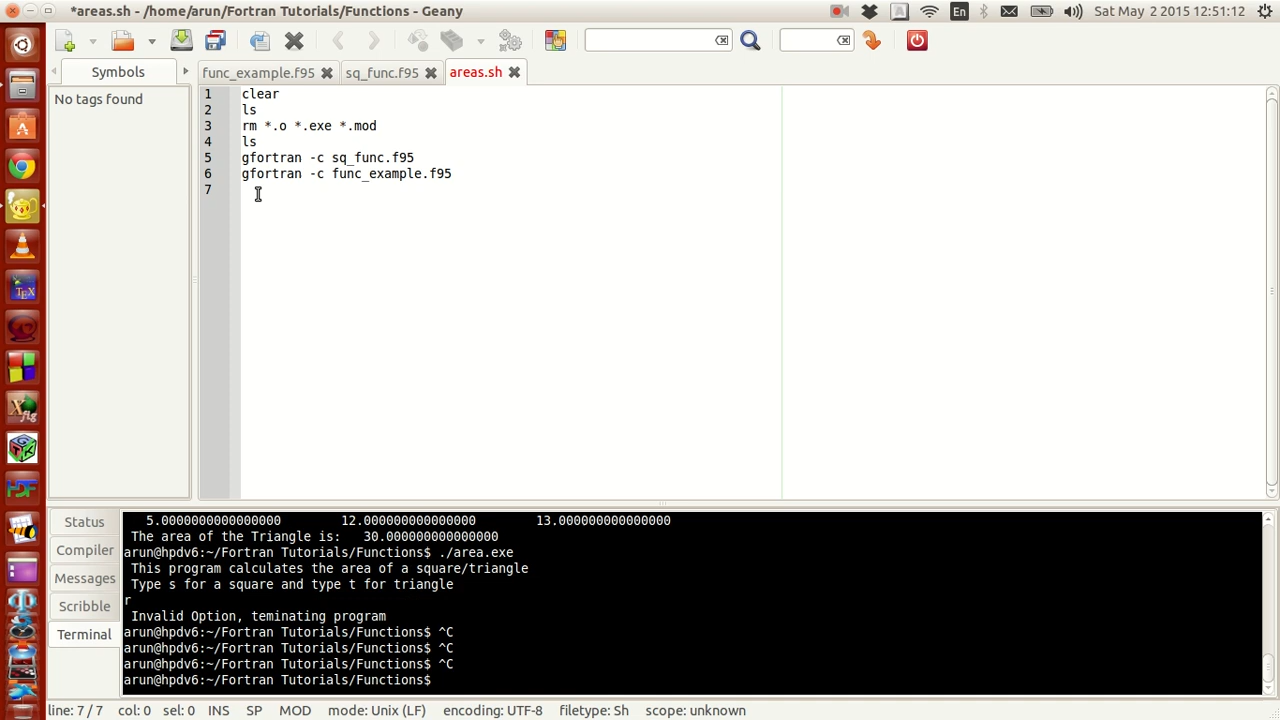 *areas.sh - /home/arun/Fortran Tutorials/Functions - Geany
En
Sat May 2 2015 12:51:12
Symbols
func_example.f95
sq_func.f95
areas.sh
No tags found
1 clear
2 ls
3 rm *.o *.exe *.mod
4 ls
5 gfortran -c sq_func.f95
6 gfortran -c func_example.f95
7
Status
Compiler
Messages
Scribble
Terminal
5.0000000000000000 12.000000000000000 13.000000000000000
The area of the Triangle is: 30.000000000000000
arun@hpdv6:~/Fortran Tutorials/Functions$ ./area.exe
This program calculates the area of a square/triangle
Type s for a square and type t for triangle
r
Invalid Option, teminating program
arun@hpdv6:~/Fortran Tutorials/Functions$ ^C
arun@hpdv6:~/Fortran Tutorials/Functions$ ^C
arun@hpdv6:~/Fortran Tutorials/Functions$ ^C
arun@hpdv6:~/Fortran Tutorials/Functions$
line: 7 / 7 col: 0 sel: 0 INS SP MOD mode: Unix (LF) encoding: UTF-8 filetype: Sh scope: unknown